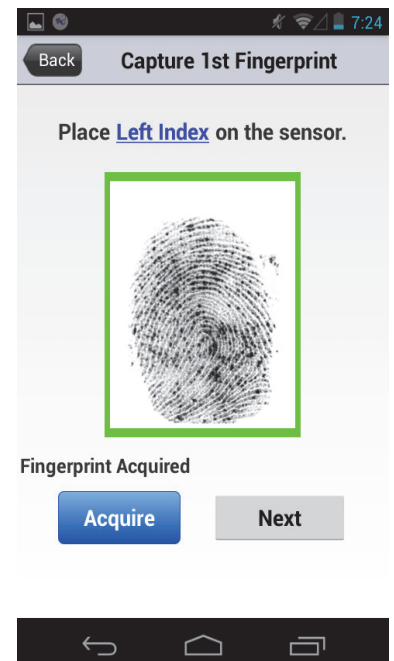 7:24
Back
Capture 1st Fingerprint
Place Left Index on the sensor.
Fingerprint Acquired
Acquire
Next